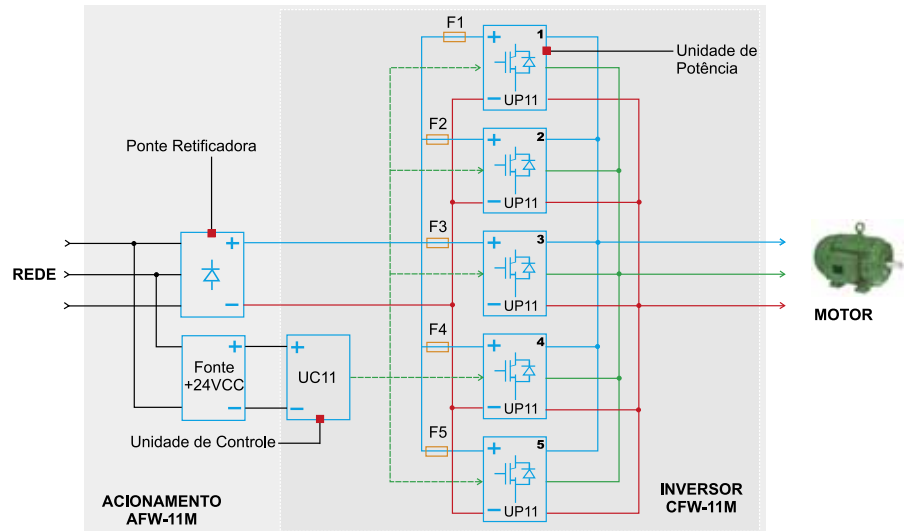 F1
+
1
Unidade de
Potência
−
UP11
F2
+
2
−
UP11
Ponte Retificadora
F3
+
3
−
UP11
REDE
+
−
MOTOR
F4
+
4
−
UP11
Fonte
+24VCC
+
−
+
UC11
−
Unidade de Controle
F5
+
5
−
UP11
ACIONAMENTO
AFW-11M
INVERSOR
CFW-11M